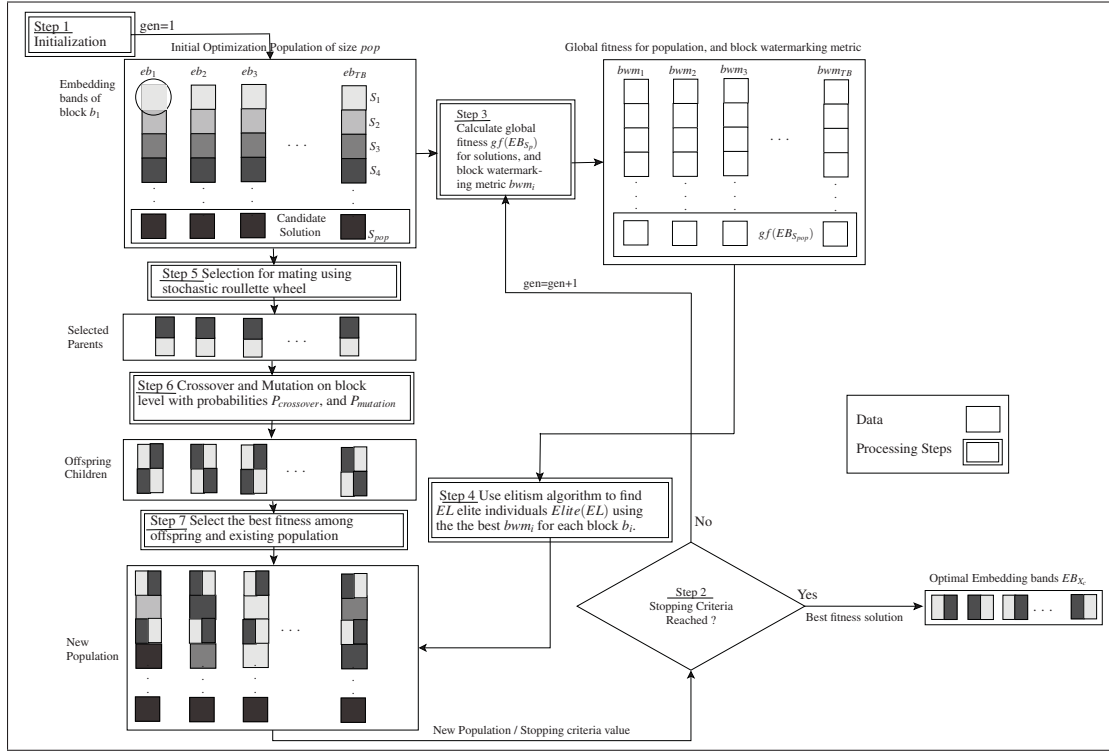 Step 1
Initialization
gen=1
Initial Optimization Population of size pop
Global fitness for population, and block watermarking metric
Embedding
bands of
block b1
eb1 eb2 eb3 ebTB
S1
S2
S3
S4
. . .
Candidate
Solution
Spop
Step 3
Calculate global
fitness gf(EBSp)
for solutions, and
block watermark-
ing metric bwmi
bwm1 bwm2 bwm3 bwmTB
. . .
gf(EBSpop)
Step 5 Selection for mating using
stochastic roullette wheel
gen=gen+1
Selected
Parents
. . .
Step 6 Crossover and Mutation on block
level with probabilities Pcrossover, and Pmutation
Data
Processing Steps
Offspring
Children
. . .
Step 4 Use elitism algorithm to find
EL elite individuals Elite(EL) using
the the best bwmi for each block bi.
Step 7 Select the best fitness among
offspring and existing population
No
Step 2
Stopping Criteria
Reached ?
Yes
Best fitness solution
Optimal Embedding bands EBXc
. . .
New
Population
. . .
New Population / Stopping criteria value